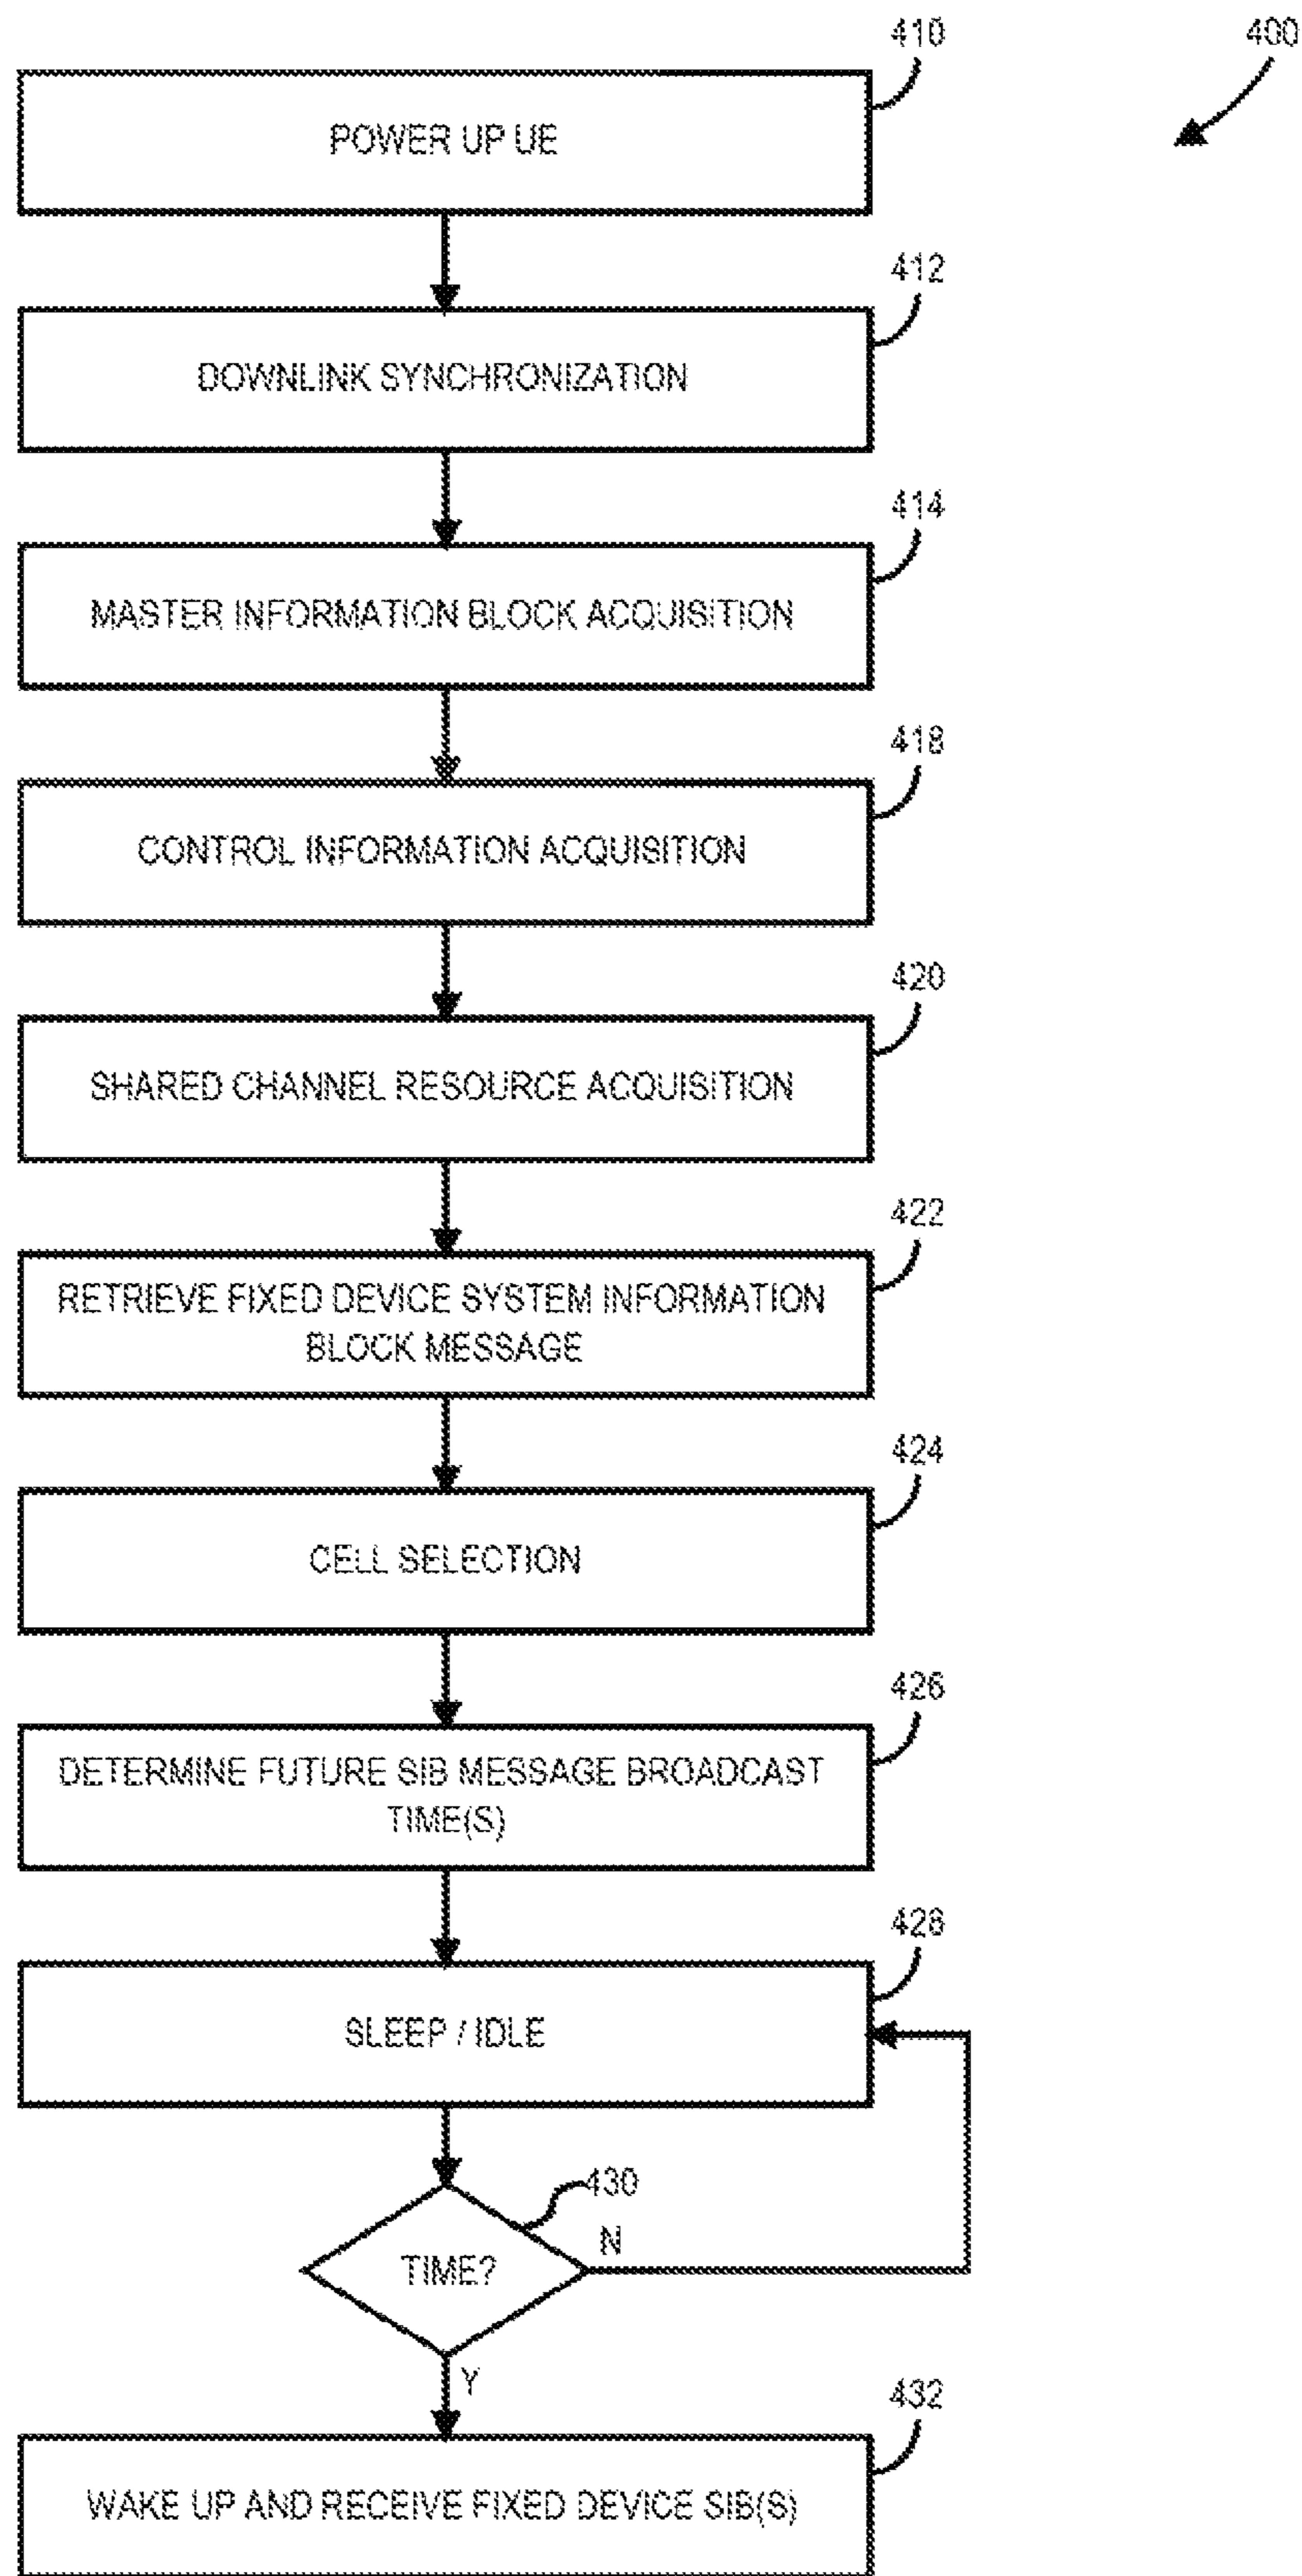 410
400
POWER UP UE
412
DOWNLINK SYNCHRONIZATION
414
MASTER INFORMATION BLOCK ACQUISITION
418
CONTROL INFORMATION ACQUISITION
420
SHARED CHANNEL RESOURCE ACQUISITION
422
RETRIEVE FIXED DEVICE SYSTEM INFORMATION
BLOCK MESSAGE
424
CELL SELECTION
426
DETERMINE FUTURE SIB MESSAGE BROADCAST
TIME(S)
428
SLEEP / IDLE
430
N
TIME?
Y
432
WAKE UP AND RECEIVE FIXED DEVICE SIB(S)